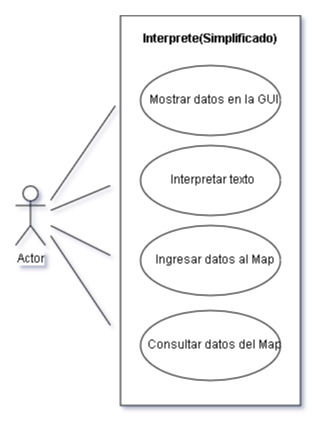 Interprete(Simplificado)
Mostrar datos en la GUI
Interpretar texto
Actor
Ingresar datos al Map
Consultar datos del Map